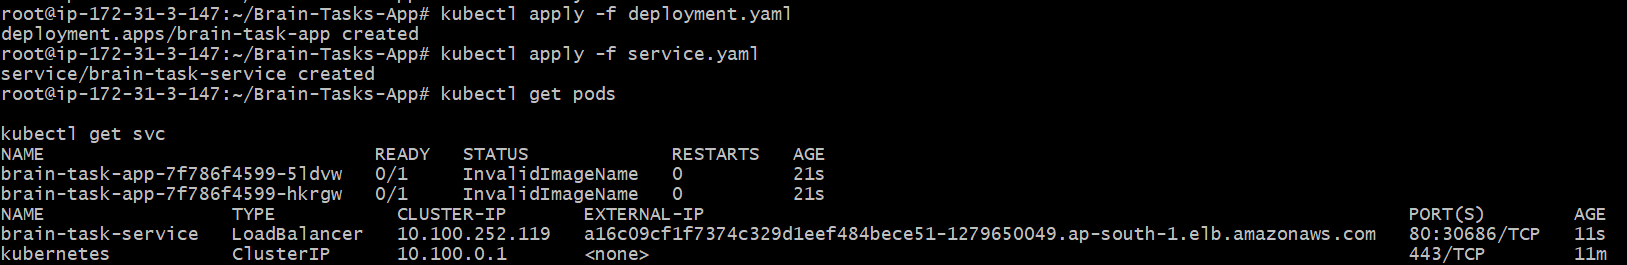 root@ip-172-31-3-147:~/Brain-Tasks-App# kubectl apply -f deployment.yaml
deployment.apps/brain-task-app created
root@ip-172-31-3-147:~/Brain-Tasks-App# kubectl apply -f service.yaml
service/brain-task-service created
root@ip-172-31-3-147:~/Brain-Tasks-App# kubectl get pods
kubectl get svc
NAME READY STATUS RESTARTS AGE
brain-task-app-7f786f4599-5ldvw 0/1 InvalidImageName 0 21s
brain-task-app-7f786f4599-hkrgw 0/1 InvalidImageName 0 21s
NAME TYPE CLUSTER-IP EXTERNAL-IP PORT(S) AGE
brain-task-service LoadBalancer 10.100.252.119 a16c09cf1f7374c329d1eef484bece51-1279650049.ap-south-1.elb.amazonaws.com 80:30686/TCP 11s
kubernetes ClusterIP 10.100.0.1 <none> 443/TCP 11m